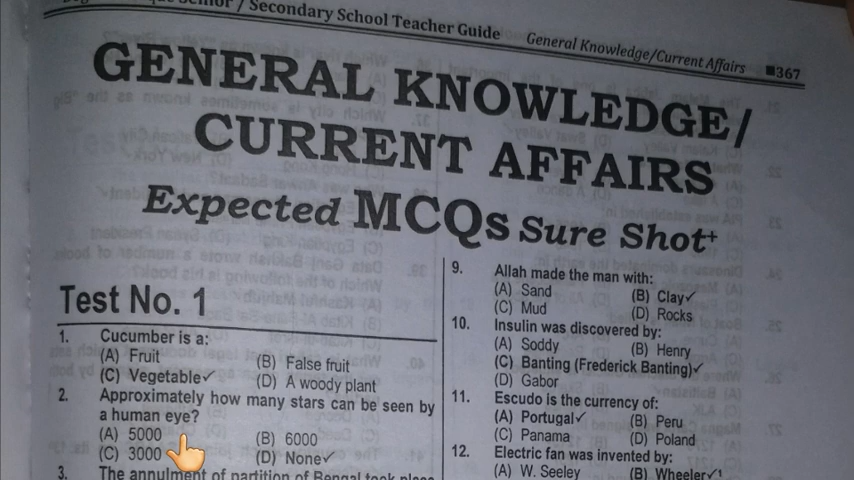 Senior / Secondary School Teacher Guide General Knowledge/Current Affairs ■367
GENERAL KNOWLEDGE/
CURRENT AFFAIRS
Expected MCQs Sure Shot+
Test No. 1
1. Cucumber is a:
(A) Fruit (B) False fruit
(C) Vegetable✓ (D) A woody plant
2. Approximately how many stars can be seen by
a human eye?
(A) 5000 (B) 6000
(C) 3000 (D) None✓
3. The annulment of partition of Bengal took place
9. Allah made the man with:
(A) Sand (B) Clay✓
(C) Mud (D) Rocks
10. Insulin was discovered by:
(A) Soddy (B) Henry
(C) Banting (Frederick Banting)✓
(D) Gabor
11. Escudo is the currency of:
(A) Portugal✓ (B) Peru
(C) Panama (D) Poland
12. Electric fan was invented by:
(A) W. Seeley (B) Wheeler✓¹